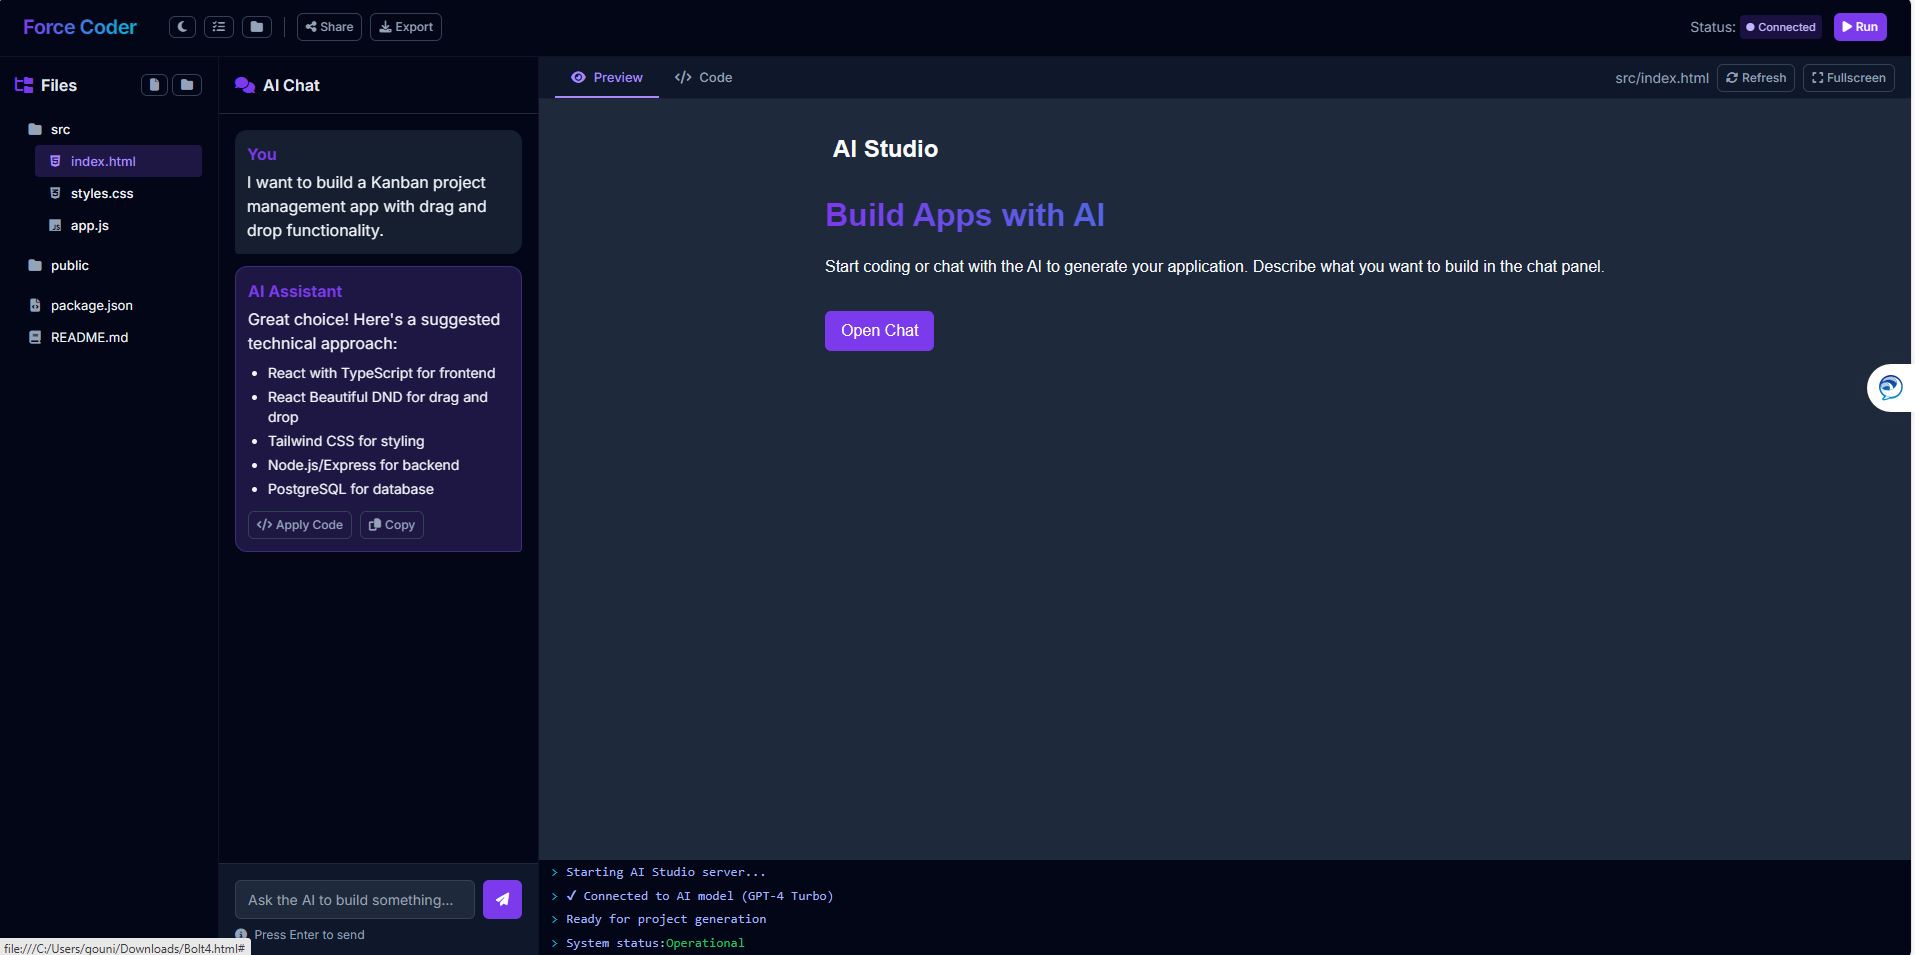 Force Coder
Share
Export
Status:
Connected
Run
Files
src
index.html
styles.css
app.js
public
package.json
README.md
AI Chat
You
I want to build a Kanban project
management app with drag and
drop functionality.
AI Assistant
Great choice! Here's a suggested
technical approach:
• React with TypeScript for frontend
• React Beautiful DND for drag and
drop
• Tailwind CSS for styling
• Node.js/Express for backend
• PostgreSQL for database
</> Apply Code
Copy
Ask the AI to build something...
Press Enter to send
Preview
</> Code
src/index.html
Refresh
Fullscreen
AI Studio
Build Apps with AI
Start coding or chat with the AI to generate your application. Describe what you want to build in the chat panel.
Open Chat
> Starting AI Studio server...
> ✓ Connected to AI model (GPT-4 Turbo)
> Ready for project generation
> System status:Operational
file:///C:/Users/gouni/Downloads/Bolt4.html#